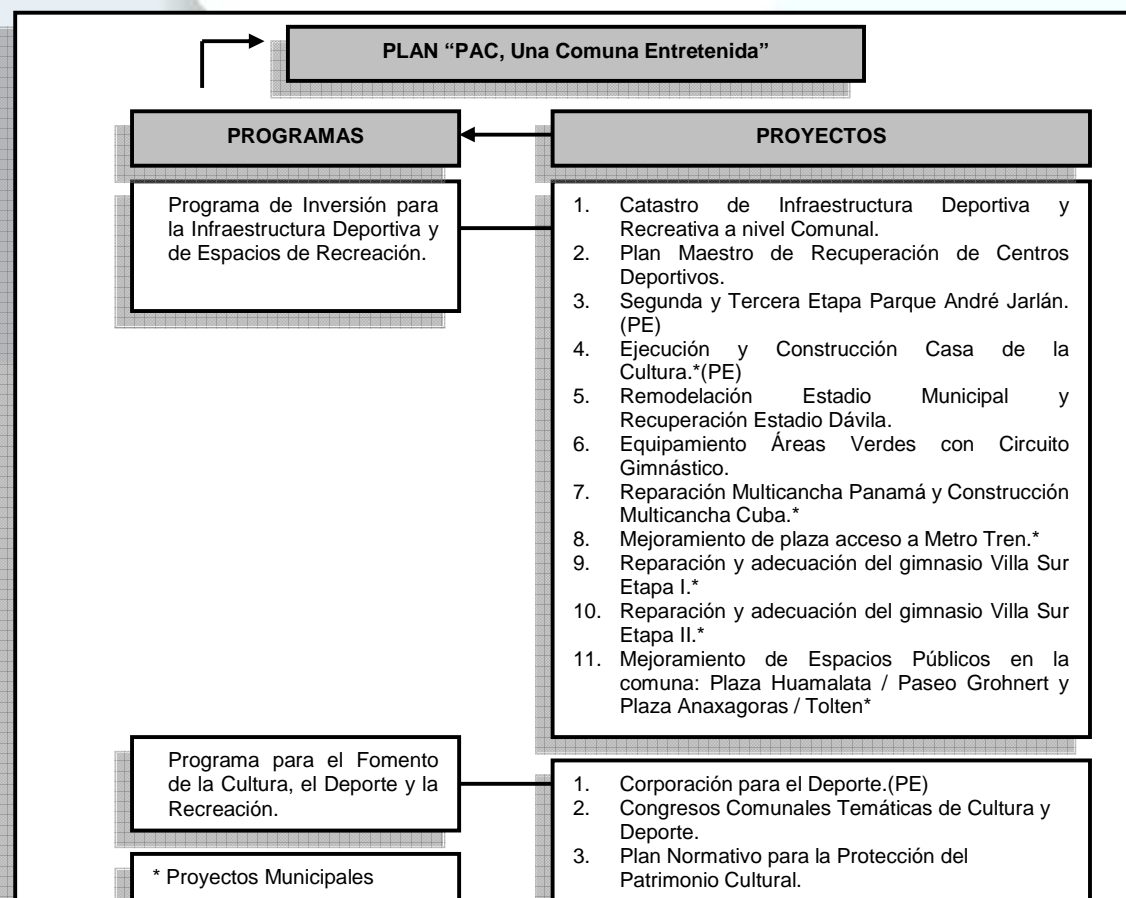 PLAN “PAC, Una Comuna Entretenida”
PROGRAMAS
PROYECTOS
Programa de Inversión para
la Infraestructura Deportiva y
de Espacios de Recreación.
1. Catastro de Infraestructura Deportiva y
Recreativa a nivel Comunal.
2. Plan Maestro de Recuperación de Centros
Deportivos.
3. Segunda y Tercera Etapa Parque André Jarlán.
(PE)
4. Ejecución y Construcción Casa de la
Cultura.*(PE)
5. Remodelación Estadio Municipal y
Recuperación Estadio Dávila.
6. Equipamiento Áreas Verdes con Circuito
Gimnástico.
7. Reparación Multicancha Panamá y Construcción
Multicancha Cuba.*
8. Mejoramiento de plaza acceso a Metro Tren.*
9. Reparación y adecuación del gimnasio Villa Sur
Etapa I.*
10. Reparación y adecuación del gimnasio Villa Sur
Etapa II.*
11. Mejoramiento de Espacios Públicos en la
comuna: Plaza Huamalata / Paseo Grohnert y
Plaza Anaxagoras / Tolten*
Programa para el Fomento
de la Cultura, el Deporte y la
Recreación.
1. Corporación para el Deporte.(PE)
2. Congresos Comunales Temáticas de Cultura y
Deporte.
3. Plan Normativo para la Protección del
Patrimonio Cultural.
* Proyectos Municipales